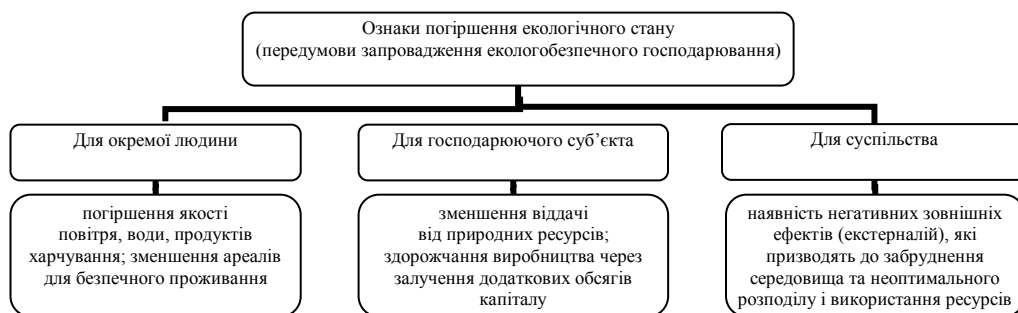 Ознаки погіршення екологічного стану
(передумови запровадження екологобезпечного господарювання)
Для окремої людини
Для господарюючого суб’єкта
Для суспільства
погіршення якості
повітря, води, продуктів
харчування; зменшення ареалів
для безпечного проживання
зменшення віддачі
від природних ресурсів;
здорожчання виробництва через
залучення додаткових обсягів
капіталу
наявність негативних зовнішніх
ефектів (екстерналій), які
призводять до забруднення
середовища та неоптимального
розподілу і використання ресурсів